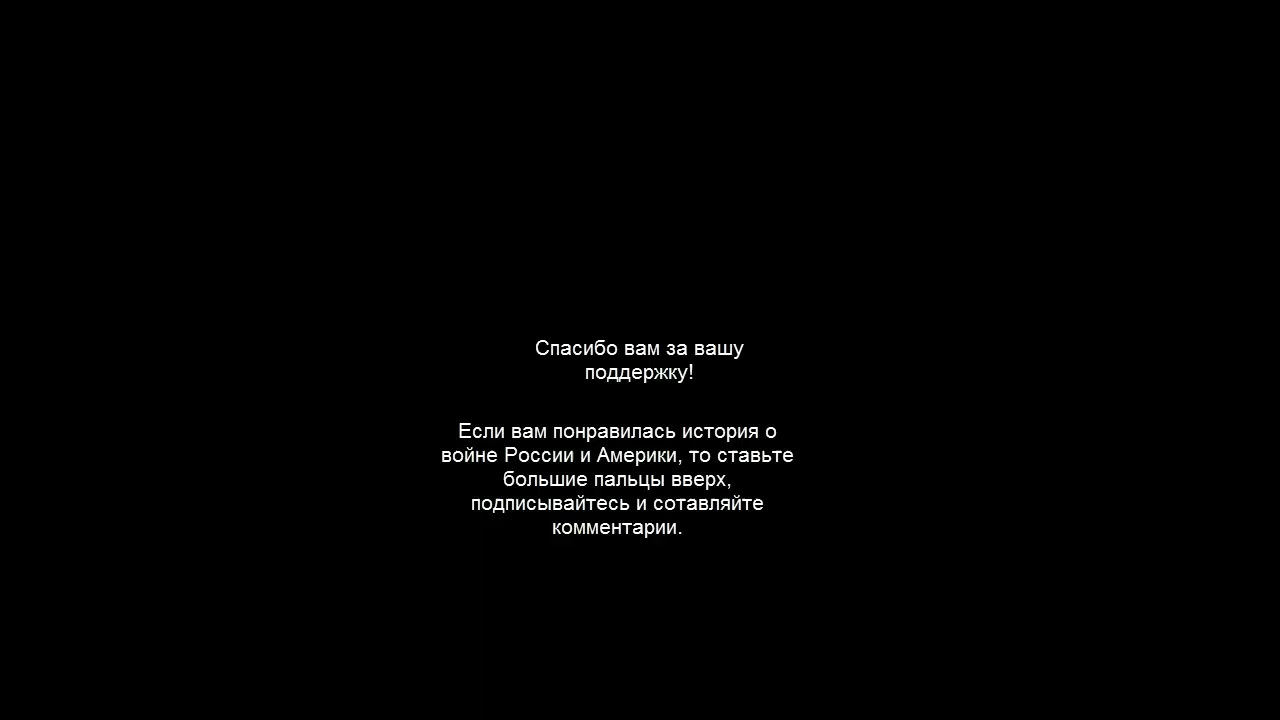 Спасибо вам за вашу
поддержку!
Если вам понравилась история о
войне России и Америки, то ставьте
большие пальцы вверх,
подписывайтесь и сотавляйте
комментарии.